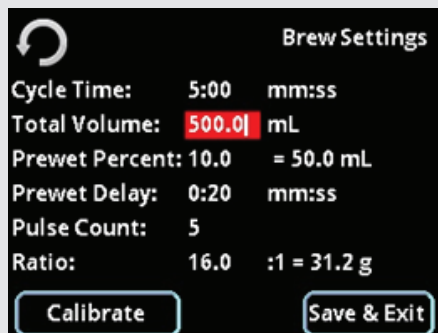 Brew Settings
Cycle Time: 5:00 mm:ss
Total Volume: 500.0 mL
Prewet Percent: 10.0 = 50.0 mL
Prewet Delay: 0:20 mm:ss
Pulse Count: 5
Ratio: 16.0 :1 = 31.2 g
Calibrate Save & Exit